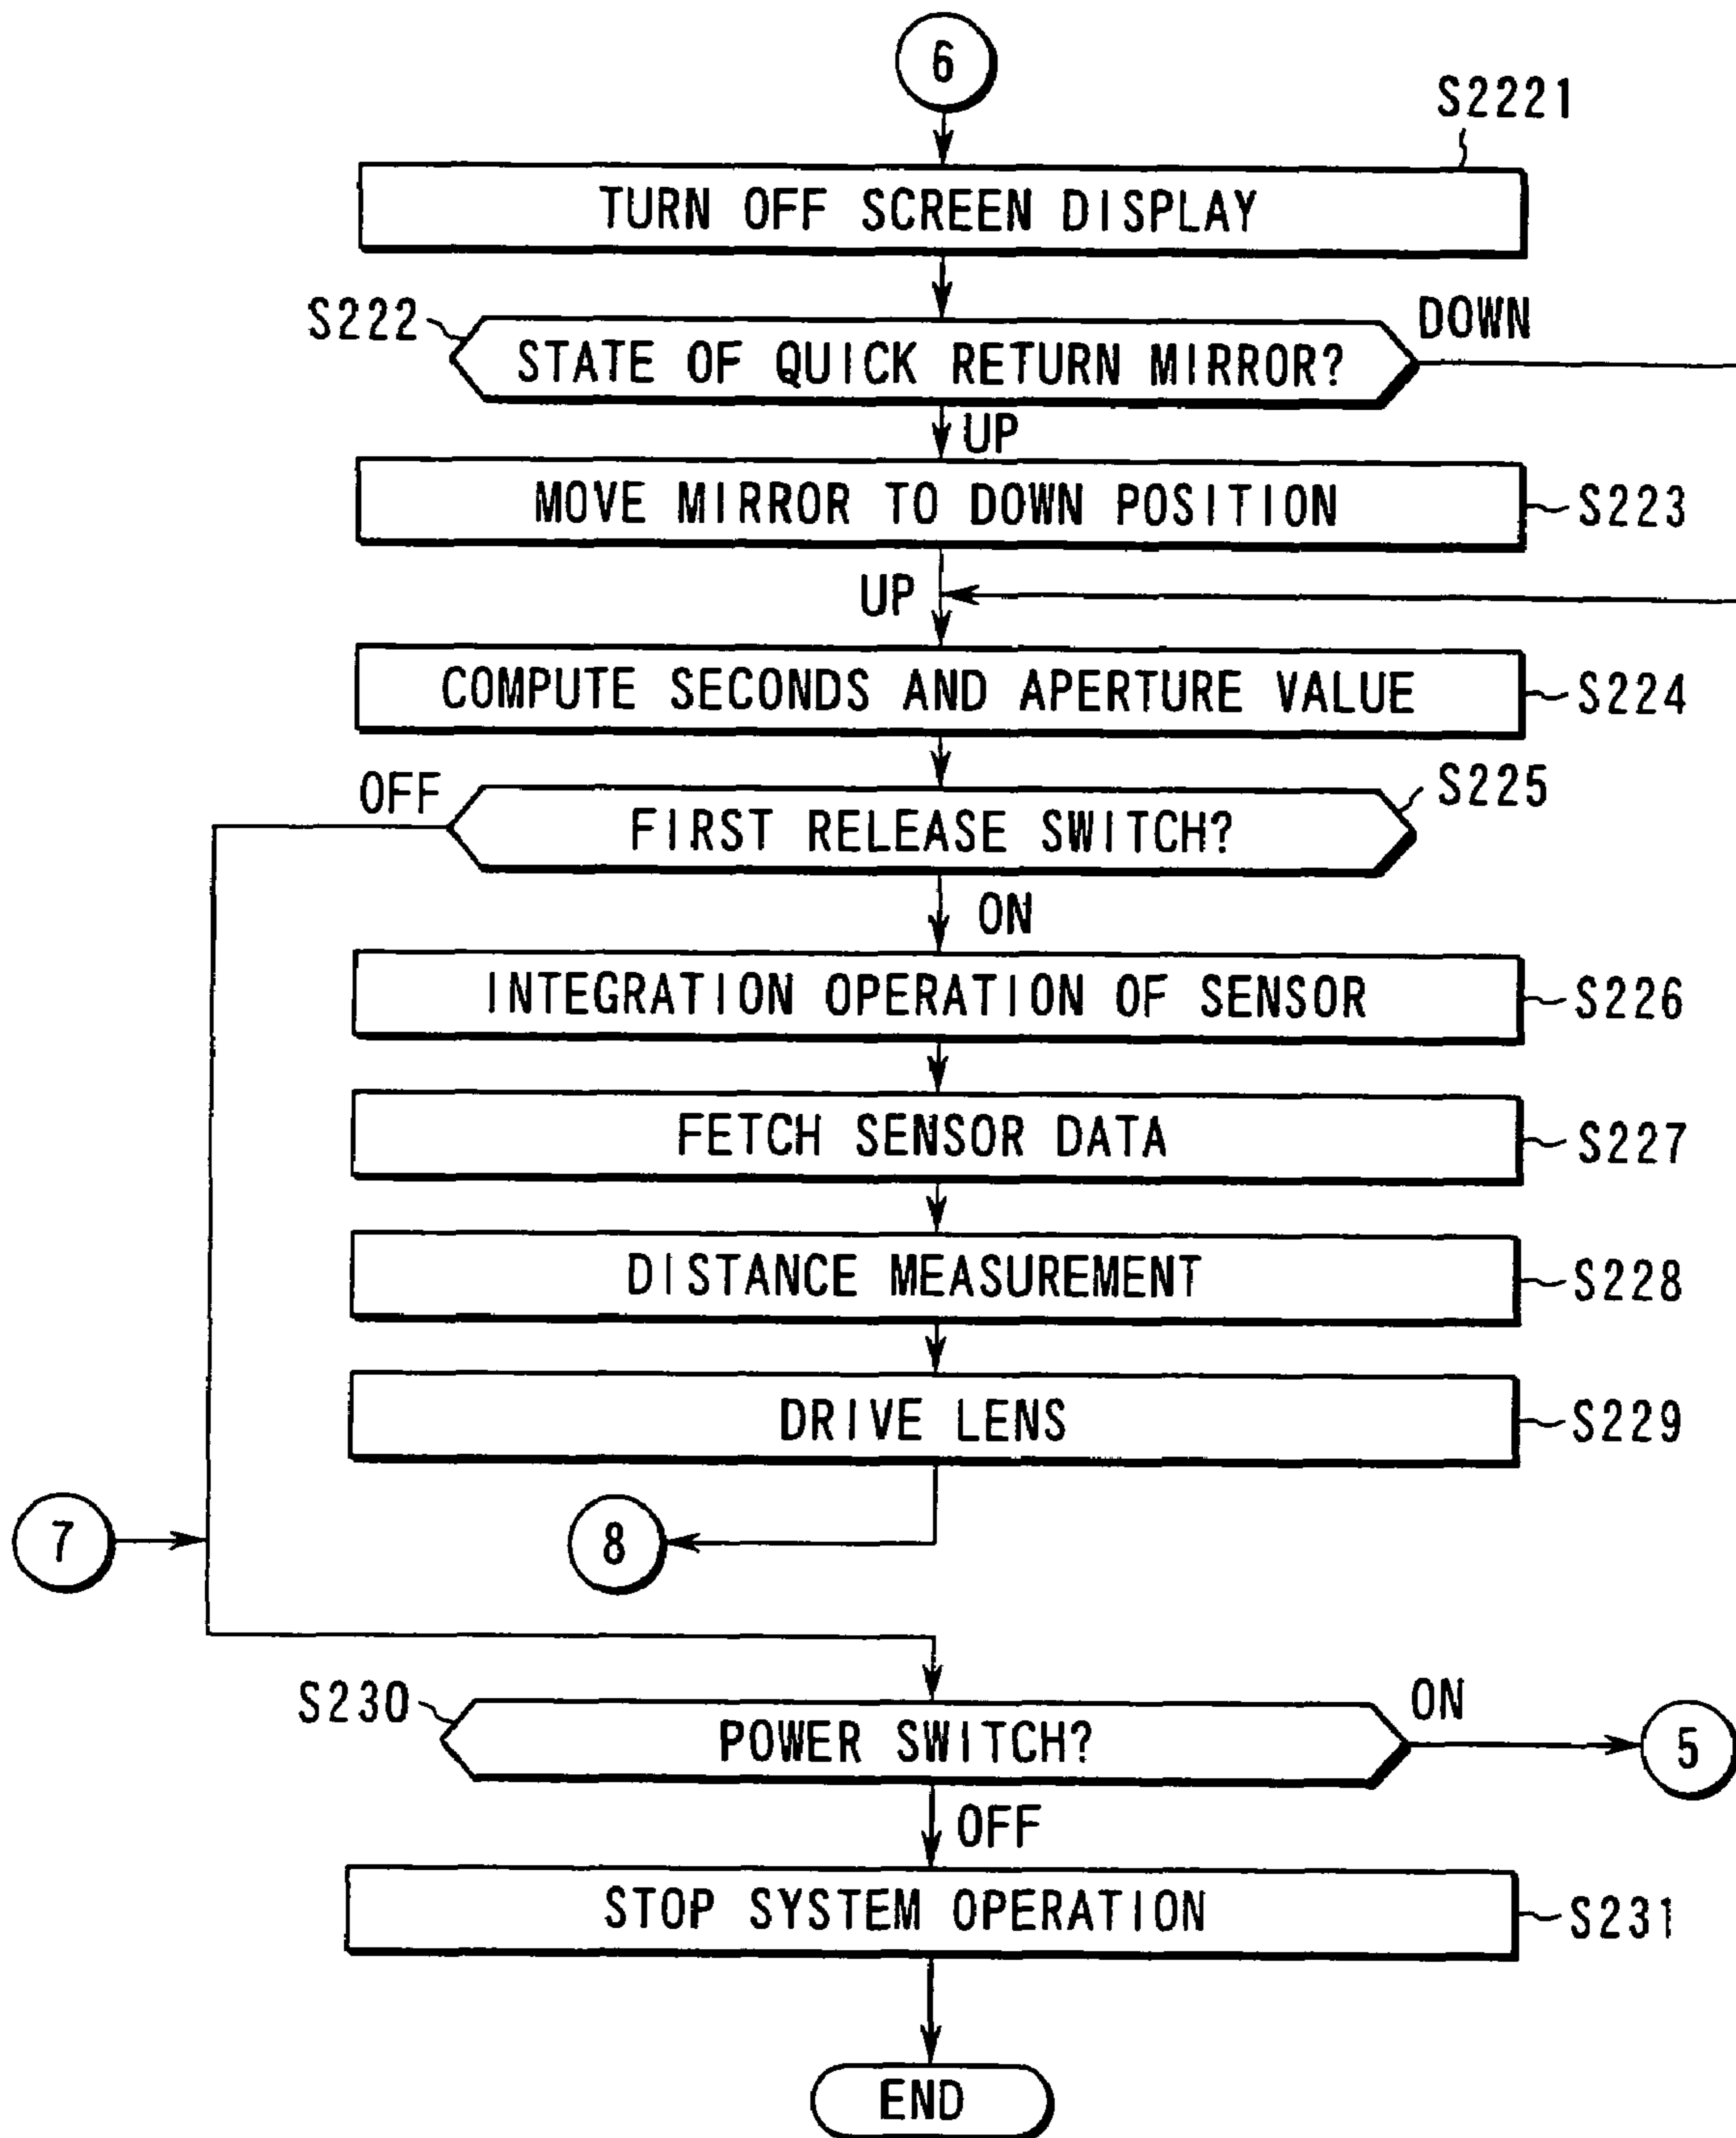 6
S2221
TURN OFF SCREEN DISPLAY
S222
DOWN
STATE OF QUICK RETURN MIRROR?
UP
MOVE MIRROR TO DOWN POSITION
S223
UP
COMPUTE SECONDS AND APERTURE VALUE
S224
OFF
S225
FIRST RELEASE SWITCH?
ON
INTEGRATION OPERATION OF SENSOR
S226
FETCH SENSOR DATA
S227
DISTANCE MEASUREMENT
S228
DRIVE LENS
S229
7
8
S230
ON
POWER SWITCH?
5
OFF
STOP SYSTEM OPERATION
S231
END